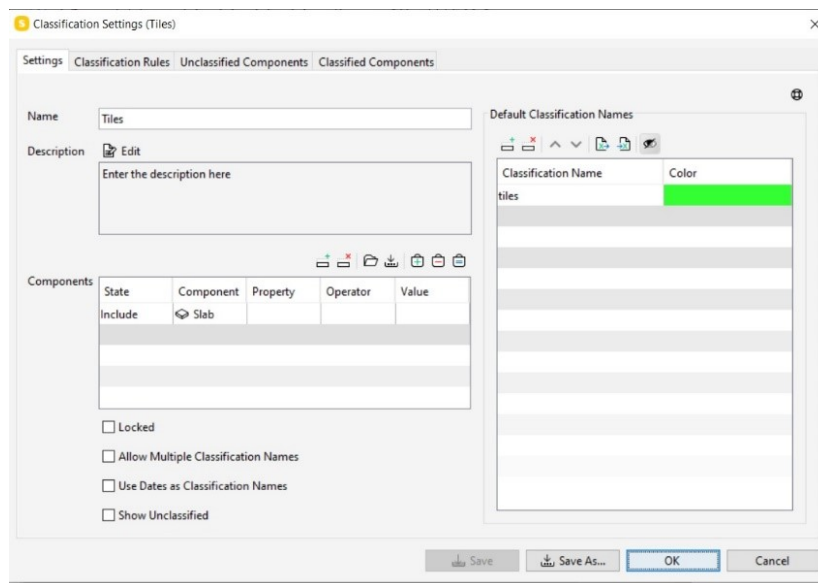 S Classification Settings (Tiles)
Settings Classification Rules Unclassified Components Classified Components
Name Tiles
Description Edit
Enter the description here
Components
State Component Property Operator Value
Include Slab
Locked
Allow Multiple Classification Names
Use Dates as Classification Names
Show Unclassified
Default Classification Names
Classification Name Color
tiles
Save Save As... OK Cancel